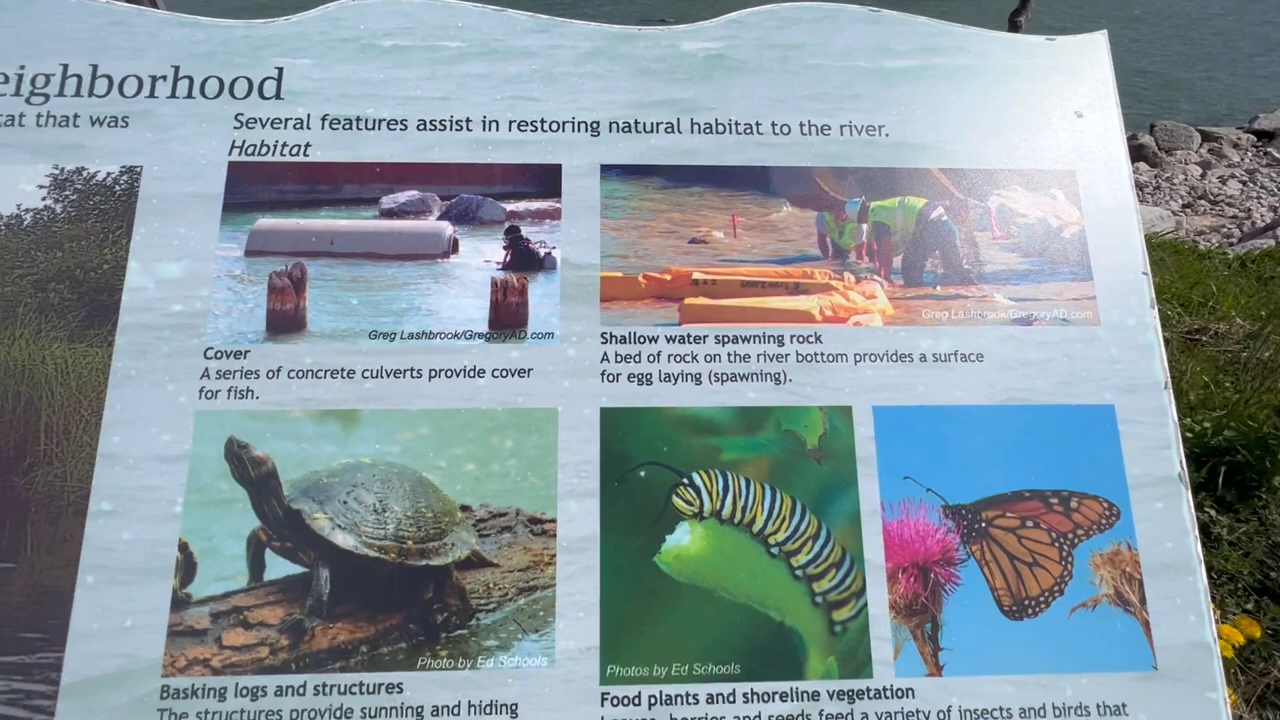 eighborhood
tat that was
Several features assist in restoring natural habitat to the river.
Habitat
Greg Lashbrook/GregoryAD.com
Greg Lashbrook/GregoryAD.com
Cover
A series of concrete culverts provide cover
for fish.
Shallow water spawning rock
A bed of rock on the river bottom provides a surface
for egg laying (spawning).
Photo by Ed Schools
Photos by Ed Schools
Basking logs and structures
The structures provide sunning and hiding
Food plants and shoreline vegetation
Leaves, berries and seeds feed a variety of insects and birds that